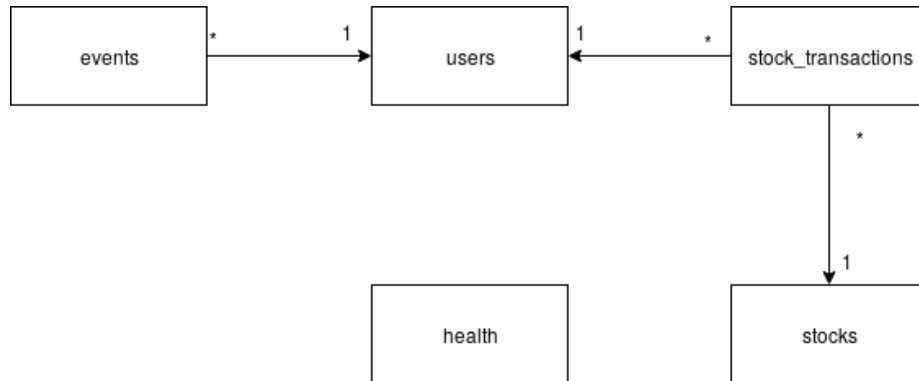 * 1 1 *
events users stock_transactions
*
1
health stocks